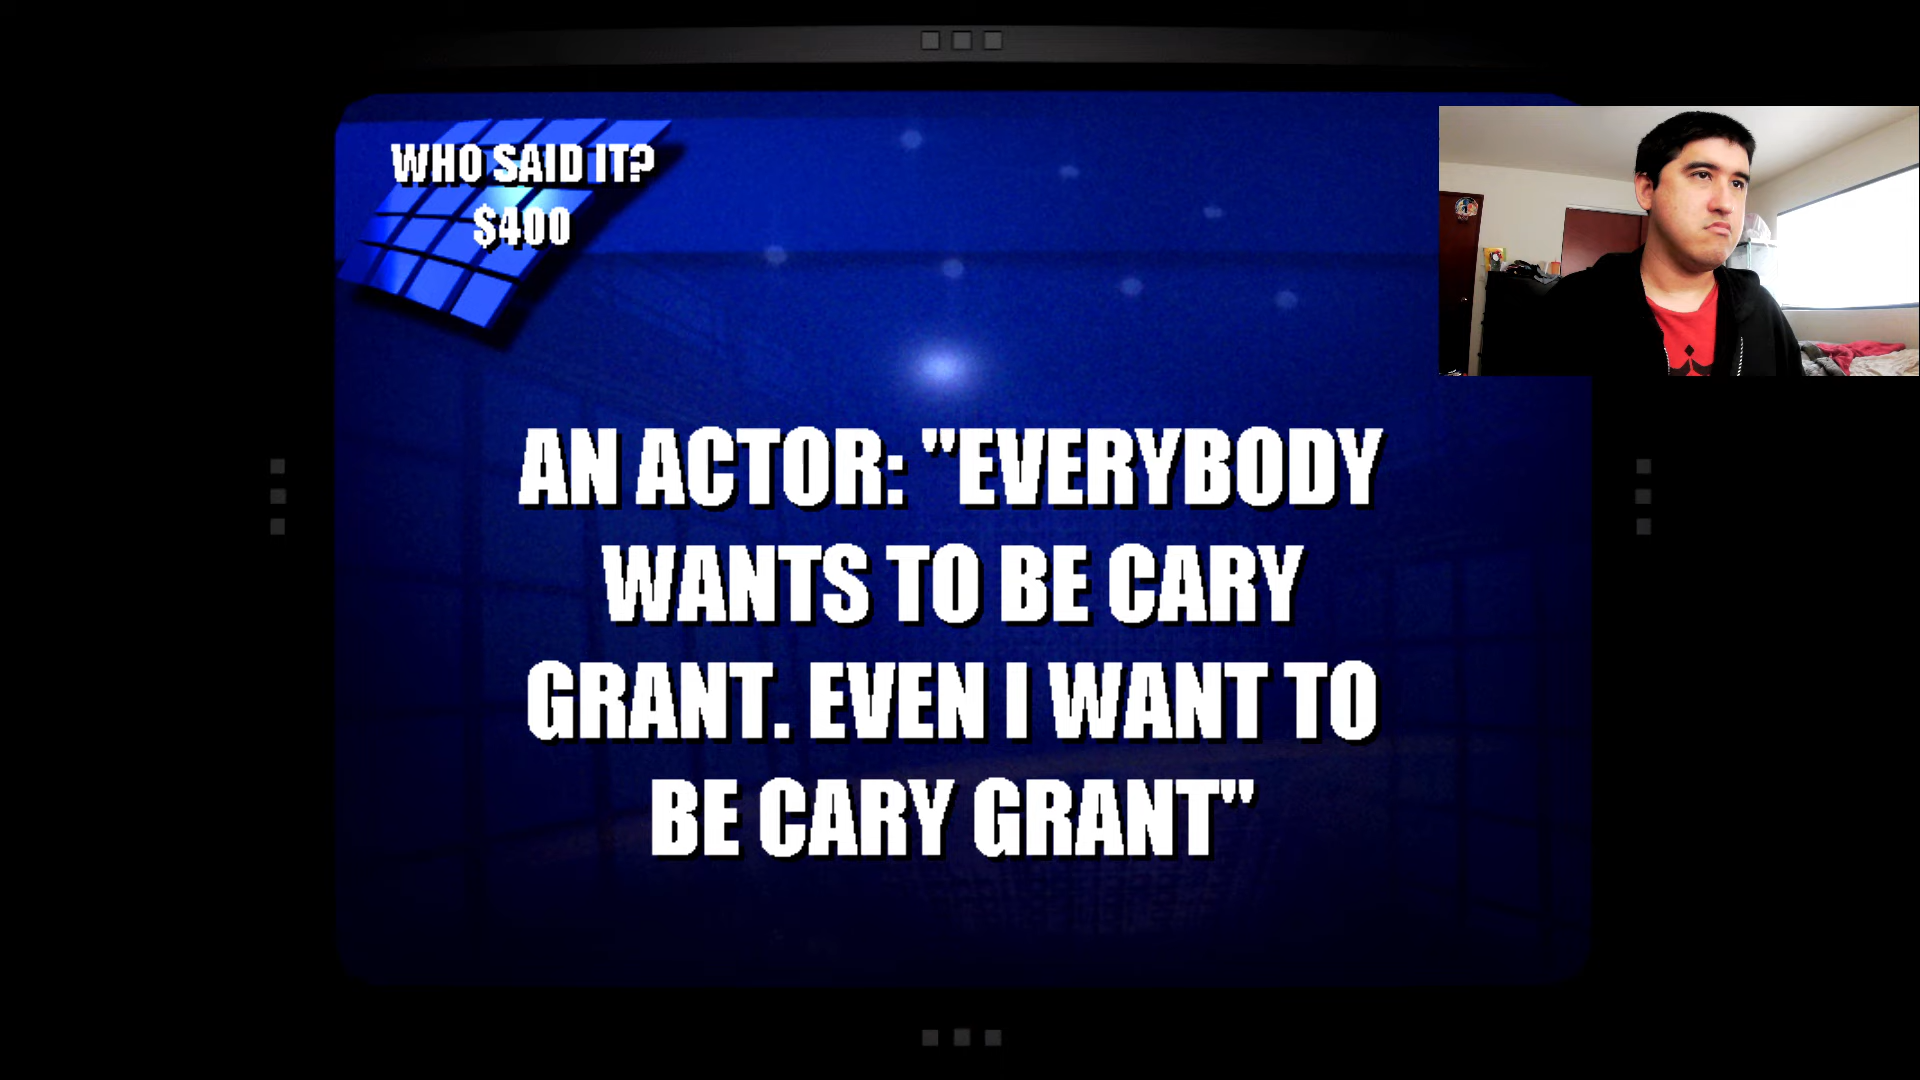 WHO SAID IT?
$400
AN ACTOR: "EVERYBODY
WANTS TO BE CARY
GRANT. EVEN I WANT TO
BE CARY GRANT"